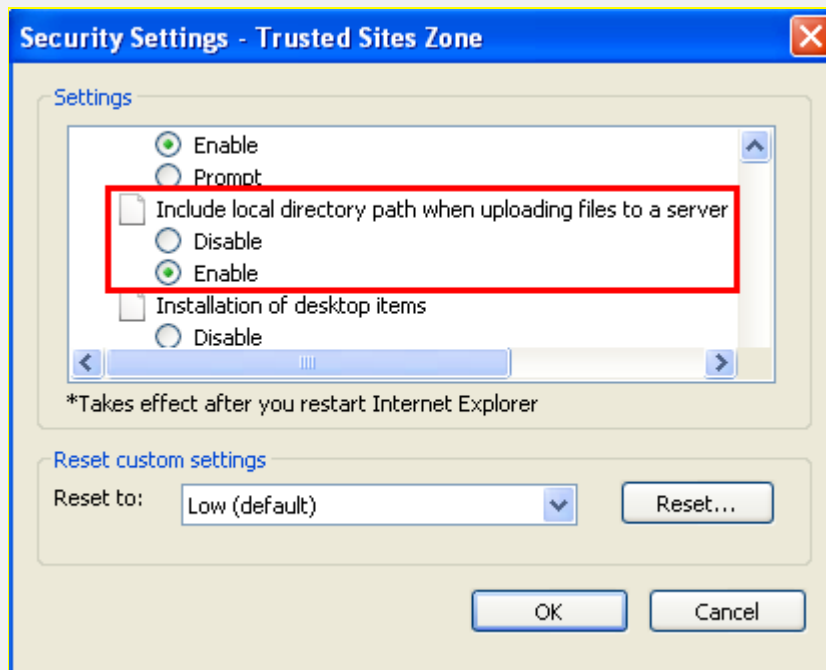 Security Settings - Trusted Sites Zone
Settings
Enable
Prompt
Include local directory path when uploading files to a server
Disable
Enable
Installation of desktop items
Disable
*Takes effect after you restart Internet Explorer
Reset custom settings
Reset to: Low (default) Reset...
OK Cancel